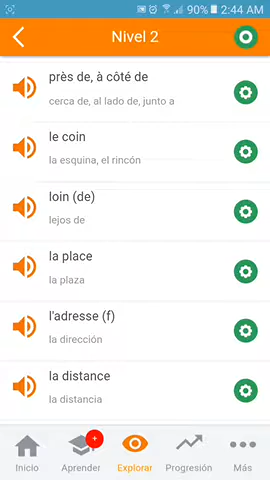 90% 2:44 AM
Nivel 2
près de, à côté de
cerca de, al lado de, junto a
le coin
la esquina, el rincón
loin (de)
lejos de
la place
la plaza
l'adresse (f)
la dirección
la distance
la distancia
+
Inicio Aprender Explorar Progresión Más